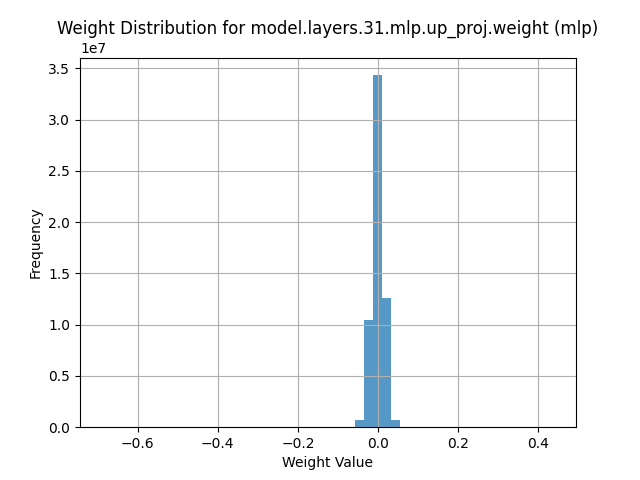 Weight Distribution for model.layers.31.mlp.up_proj.weight (mlp)
1e7
3.5
3.0
2.5
2.0
1.5
1.0
0.5
0.0
Frequency
−0.6 −0.4 −0.2 0.0 0.2 0.4
Weight Value